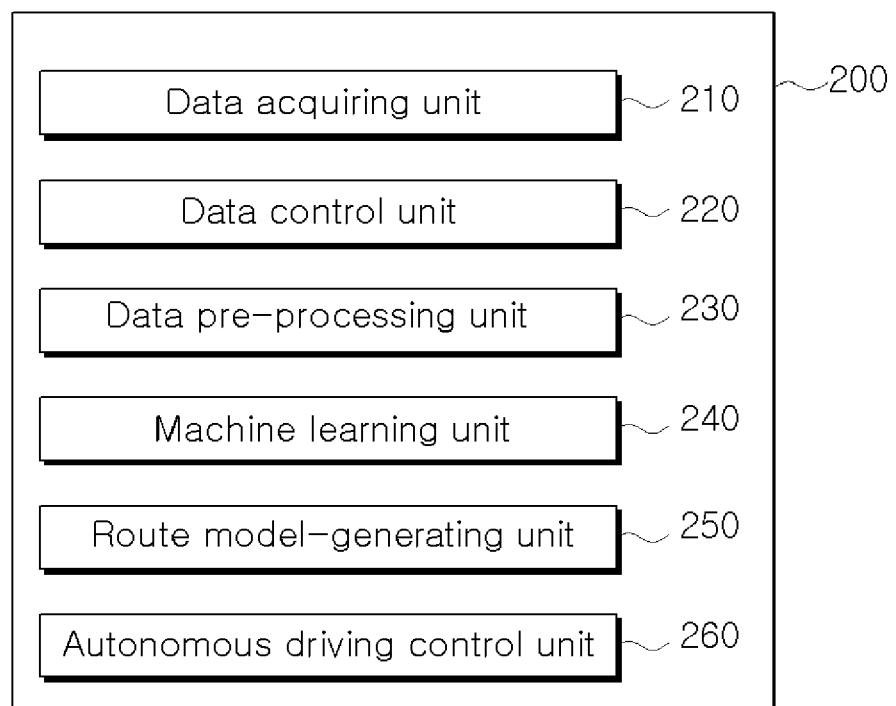 200
Data acquiring unit 210
Data control unit 220
Data pre-processing unit 230
Machine learning unit 240
Route model-generating unit 250
Autonomous driving control unit 260